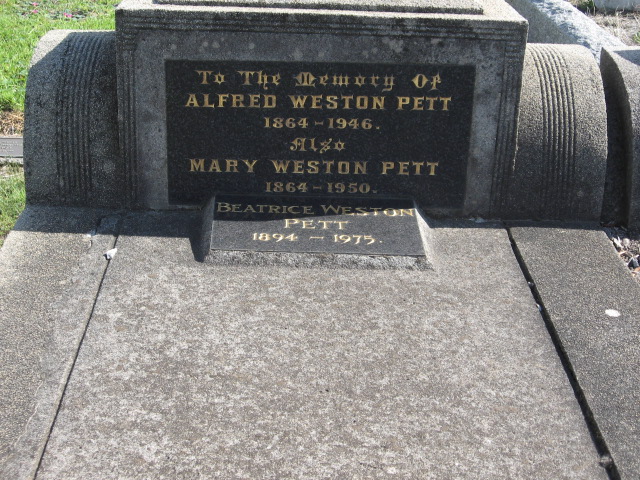 To The Memory Of
ALFRED WESTON PETT
1864 - 1946.
Also
MARY WESTON PETT
1864 - 1950.
BEATRICE WESTON
PETT
1894 - 1975.